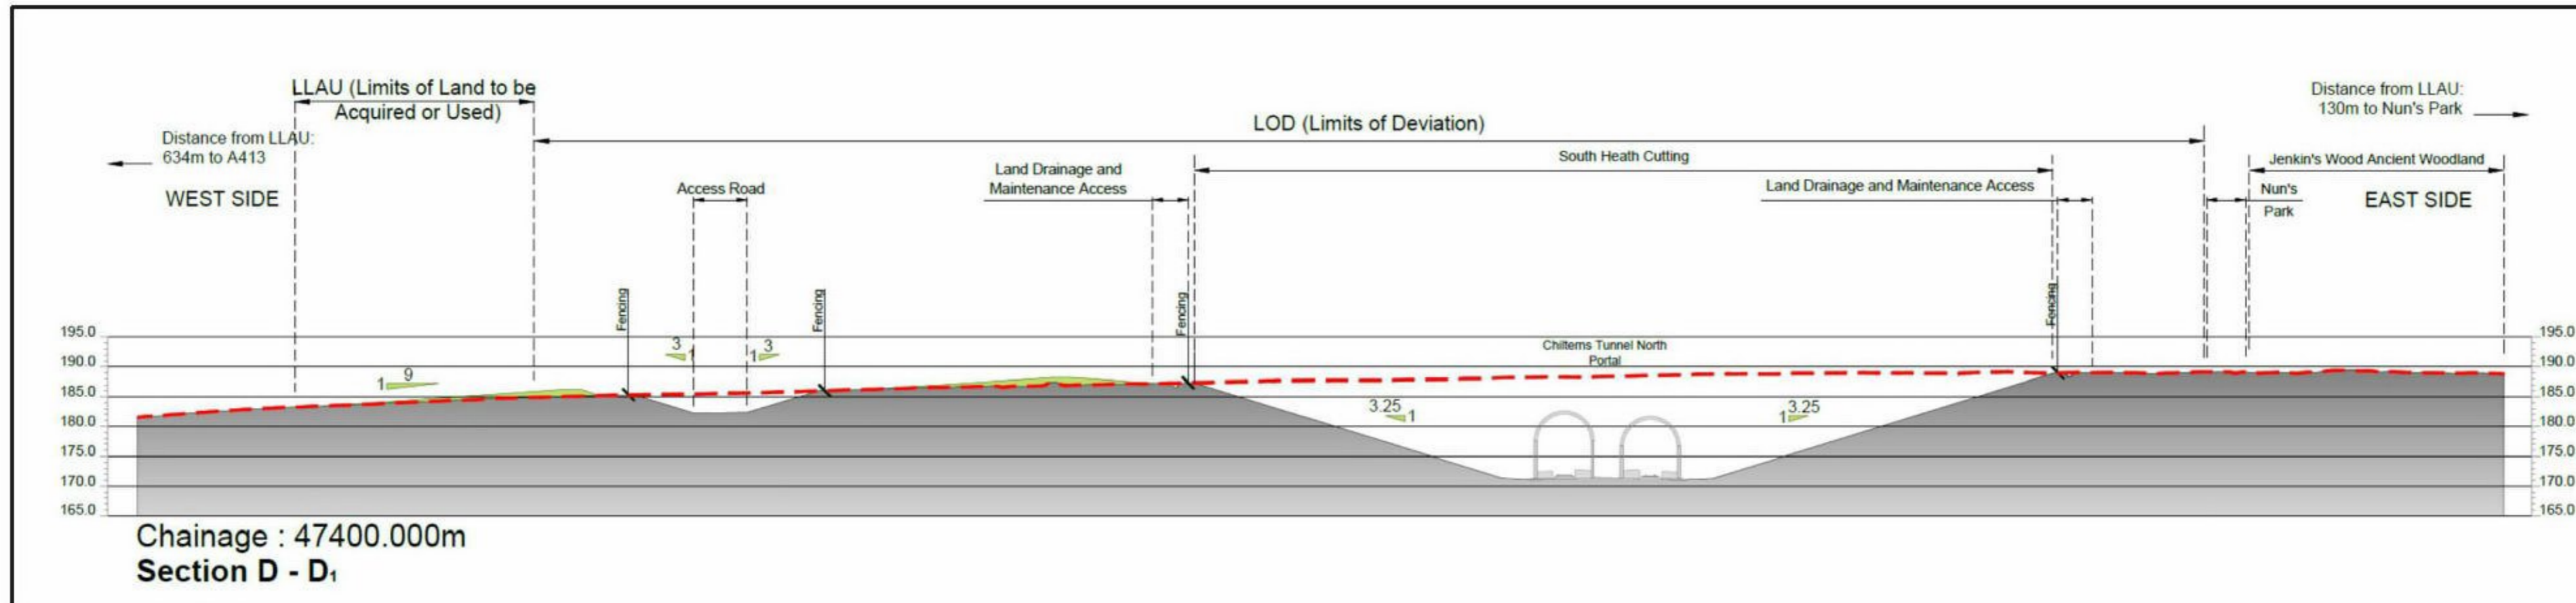 LLAU (Limits of Land to be
Acquired or Used)
Distance from LLAU:
634m to A413
WEST SIDE
LOD (Limits of Deviation)
Distance from LLAU:
130m to Nun's Park
South Heath Cutting
Jenkin's Wood Ancient Woodland
Access Road
Land Drainage and
Maintenance Access
Land Drainage and Maintenance Access
Nun's
Park
EAST SIDE
Fencing
Fencing
Fencing
Fencing
195.0
190.0
185.0
180.0
175.0
170.0
165.0
1 9
3 1
1 3
Chilterns Tunnel North
Portal
3.25 1
1 3.25
195.0
190.0
185.0
180.0
175.0
170.0
165.0
Chainage : 47400.000m
Section D - D1